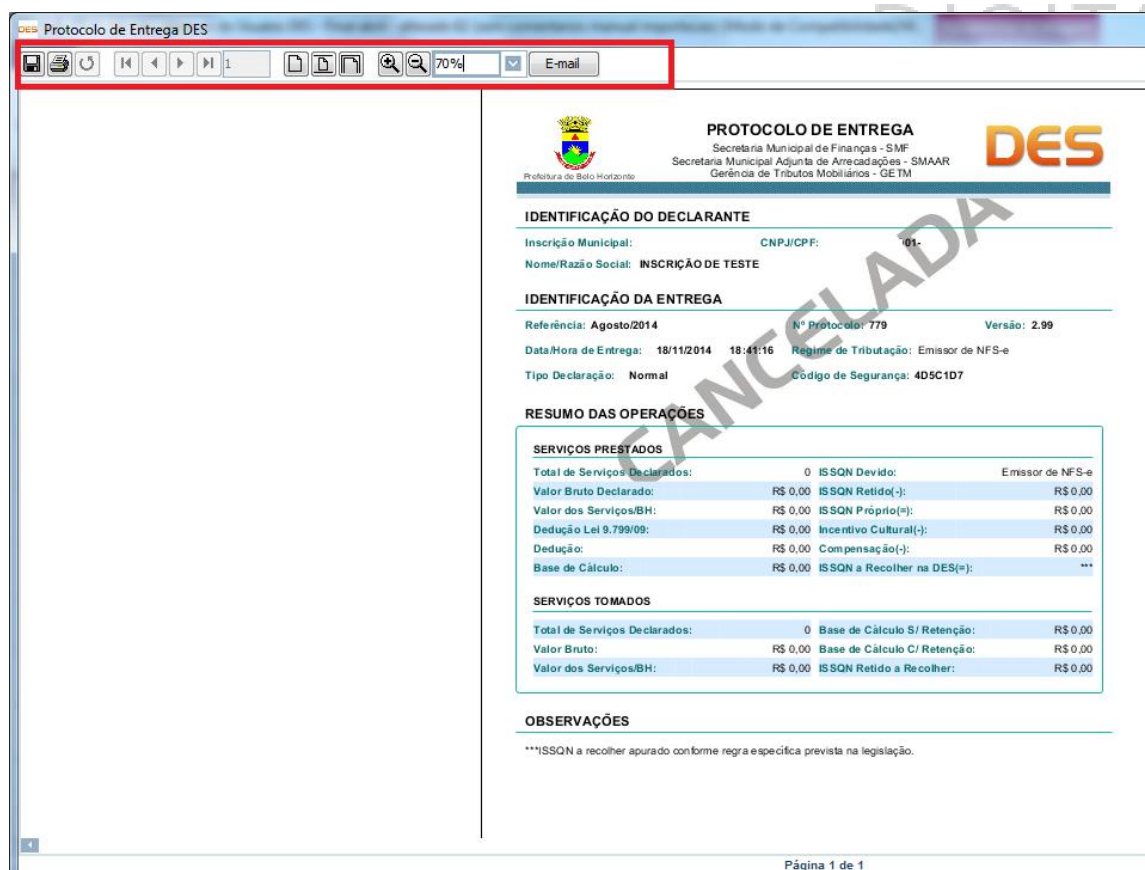 DES Protocolo de Entrega DES
1 70% E-mail
PROTOCOLO DE ENTREGA
Secretaria Municipal de Finanças - SMF
Secretaria Municipal Adjunta de Arrecadações - SMAAR
Gerência de Tributos Mobiliários - GETM
Prefeitura de Belo Horizonte
DES
IDENTIFICAÇÃO DO DECLARANTE
Inscrição Municipal: CNPJ/CPF: 01-
Nome/Razão Social: INSCRIÇÃO DE TESTE
IDENTIFICAÇÃO DA ENTREGA
Referência: Agosto/2014 Nº Protocolo: 779 Versão: 2.99
Data/Hora de Entrega: 18/11/2014 18:41:16 Regime de Tributação: Emissor de NFS-e
Tipo Declaração: Normal Código de Segurança: 4D5C1D7
CANCELADA
RESUMO DAS OPERAÇÕES
SERVIÇOS PRESTADOS
Total de Serviços Declarados: 0 ISSQN Devido: Emissor de NFS-e
Valor Bruto Declarado: R$ 0,00 ISSQN Retido(-): R$ 0,00
Valor dos Serviços/BH: R$ 0,00 ISSQN Próprio(=): R$ 0,00
Dedução Lei 9.799/09: R$ 0,00 Incentivo Cultural(-): R$ 0,00
Dedução: R$ 0,00 Compensação(-): R$ 0,00
Base de Cálculo: R$ 0,00 ISSQN a Recolher na DES(=): ***
SERVIÇOS TOMADOS
Total de Serviços Declarados: 0 Base de Cálculo S/ Retenção: R$ 0,00
Valor Bruto: R$ 0,00 Base de Cálculo C/ Retenção: R$ 0,00
Valor dos Serviços/BH: R$ 0,00 ISSQN Retido a Recolher: R$ 0,00
OBSERVAÇÕES
***ISSQN a recolher apurado conforme regra específica prevista na legislação.
Página 1 de 1